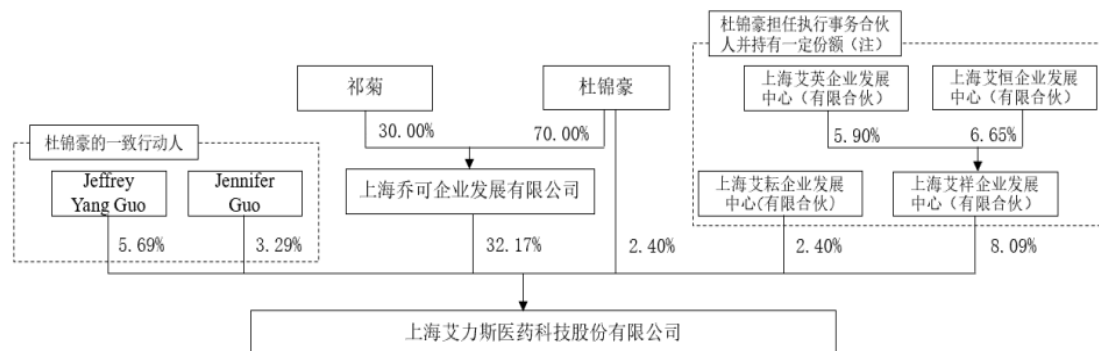 杜锦豪担任执行事务合伙
人并持有一定份额（注）
祁菊
杜锦豪
上海艾英企业发展
中心（有限合伙）
上海艾恒企业发展
中心（有限合伙）
30.00%
70.00%
5.90%
6.65%
杜锦豪的一致行动人
Jeffrey
Yang Guo
Jennifer
Guo
上海乔可企业发展有限公司
上海艾耘企业发展
中心(有限合伙)
上海艾祥企业发展
中心（有限合伙）
5.69%
3.29%
32.17%
2.40%
2.40%
8.09%
上海艾力斯医药科技股份有限公司